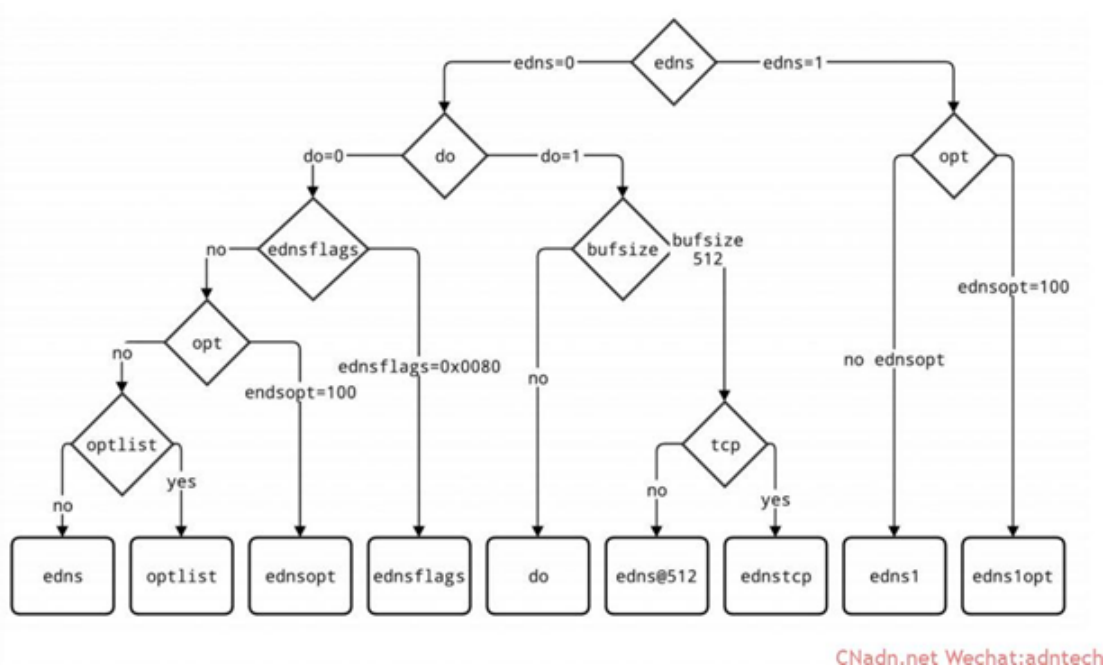 edns=0
edns
edns=1
do=0
do
do=1
opt
no
ednsflags
bufsize
bufsize
512
ednsopt=100
no
opt
ednsflags=0x0080
no
no ednsopt
endsopt=100
optlist
tcp
no
yes
no
yes
edns
optlist
ednsopt
ednsflags
do
edns@512
ednstcp
edns1
edns1opt
CNadn.net Wechat:adntech